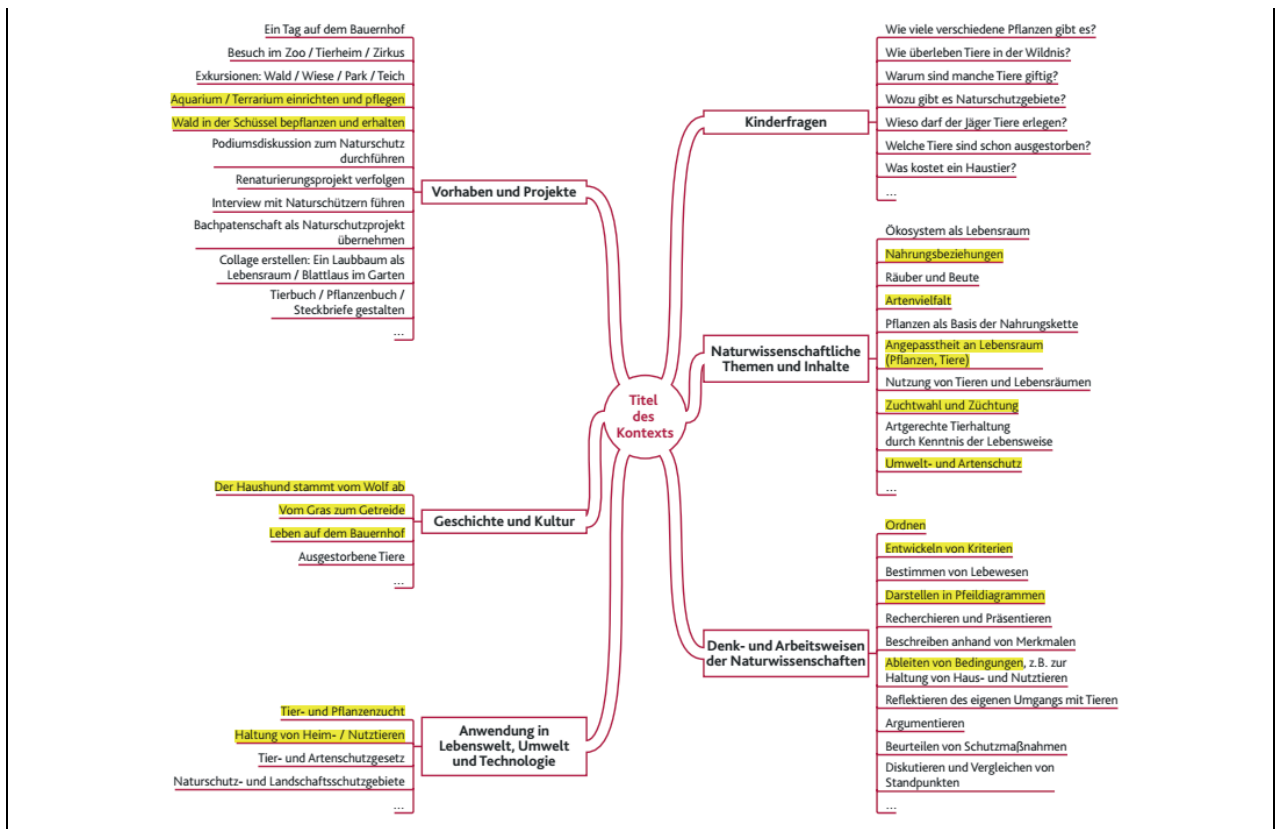 Ein Tag auf dem Bauernhof
Besuch im Zoo / Tierheim / Zirkus
Exkursionen: Wald / Wiese / Park / Teich
Aquarium / Terrarium einrichten und pflegen
Wald in der Schüssel bepflanzen und erhalten
Podiumsdiskussion zum Naturschutz
durchführen
Renaturierungsprojekt verfolgen
Interview mit Naturschützern führen
Bachpatenschaft als Naturschutzprojekt
übernehmen
Collage erstellen: Ein Laubbaum als
Lebensraum / Blattlaus im Garten
Tierbuch / Pflanzenbuch /
Steckbriefe gestalten
...
Vorhaben und Projekte
Der Haushund stammt vom Wolf ab
Vom Gras zum Getreide
Leben auf dem Bauernhof
Ausgestorbene Tiere
...
Geschichte und Kultur
Tier- und Pflanzenzucht
Haltung von Heim- / Nutztieren
Tier- und Artenschutzgesetz
Naturschutz- und Landschaftsschutzgebiete
...
Anwendung in
Lebenswelt, Umwelt
und Technologie
Titel
des
Kontexts
Kinderfragen
Wie viele verschiedene Pflanzen gibt es?
Wie überleben Tiere in der Wildnis?
Warum sind manche Tiere giftig?
Wozu gibt es Naturschutzgebiete?
Wieso darf der Jäger Tiere erlegen?
Welche Tiere sind schon ausgestorben?
Was kostet ein Haustier?
...
Naturwissenschaftliche
Themen und Inhalte
Ökosystem als Lebensraum
Nahrungsbeziehungen
Räuber und Beute
Artenvielfalt
Pflanzen als Basis der Nahrungskette
Angepasstheit an Lebensraum
(Pflanzen, Tiere)
Nutzung von Tieren und Lebensräumen
Zuchtwahl und Züchtung
Artgerechte Tierhaltung
durch Kenntnis der Lebensweise
Umwelt- und Artenschutz
...
Denk- und Arbeitsweisen
der Naturwissenschaften
Ordnen
Entwickeln von Kriterien
Bestimmen von Lebewesen
Darstellen in Pfeildiagrammen
Recherchieren und Präsentieren
Beschreiben anhand von Merkmalen
Ableiten von Bedingungen, z.B. zur
Haltung von Haus- und Nutztieren
Reflektieren des eigenen Umgangs mit Tieren
Argumentieren
Beurteilen von Schutzmaßnahmen
Diskutieren und Vergleichen von
Standpunkten
...